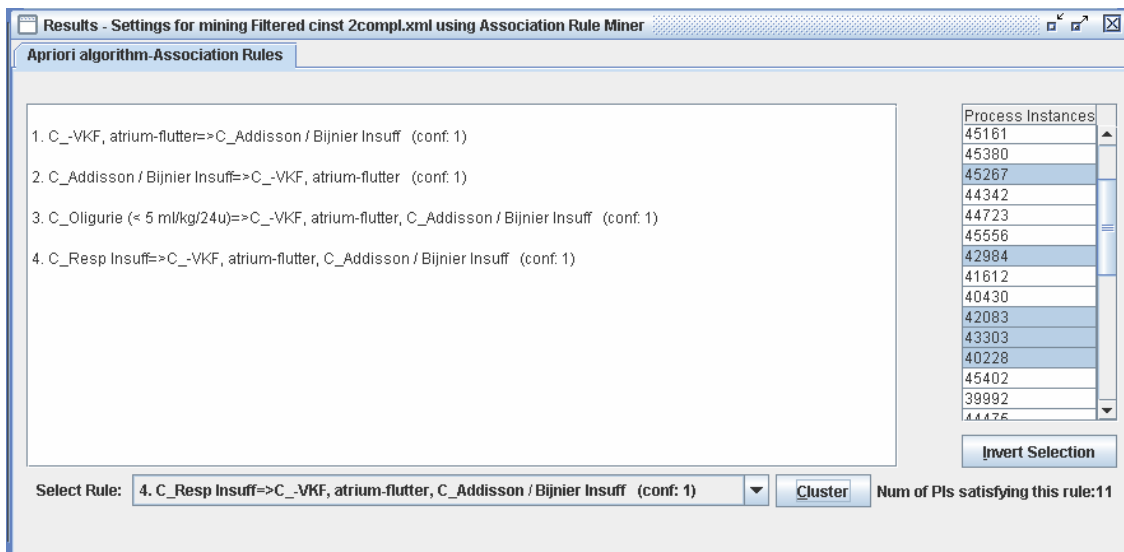 Results - Settings for mining Filtered cinst 2compl.xml using Association Rule Miner
Apriori algorithm-Association Rules
1. C_-VKF, atrium-flutter=>C_Addisson / Bijnier Insuff (conf: 1)
2. C_Addisson / Bijnier Insuff=>C_-VKF, atrium-flutter (conf: 1)
3. C_Oligurie (< 5 ml/kg/24u)=>C_-VKF, atrium-flutter, C_Addisson / Bijnier Insuff (conf: 1)
4. C_Resp Insuff=>C_-VKF, atrium-flutter, C_Addisson / Bijnier Insuff (conf: 1)
Process Instances
45161
45380
45267
44342
44723
45556
42984
41612
40430
42083
43303
40228
45402
39992
Invert Selection
Select Rule: 4. C_Resp Insuff=>C_-VKF, atrium-flutter, C_Addisson / Bijnier Insuff (conf: 1) Cluster Num of PIs satisfying this rule:11